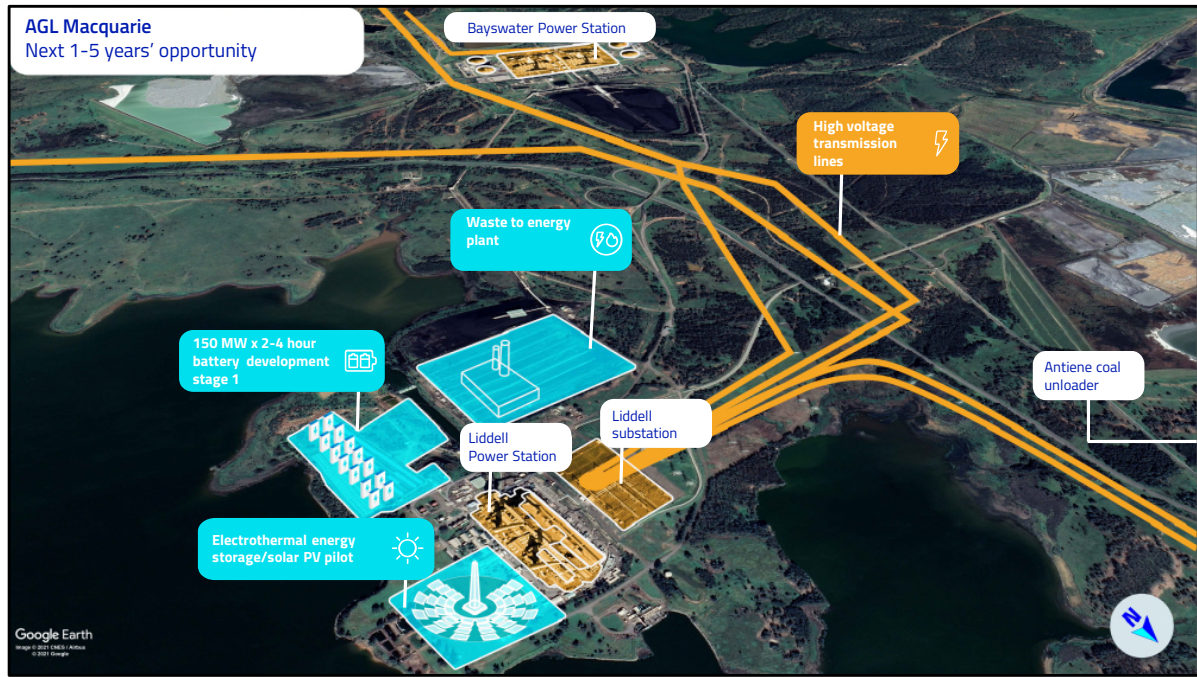 AGL Macquarie
Next 1-5 years’ opportunity
Bayswater Power Station
High voltage
transmission
lines
Waste to energy
plant
150 MW x 2-4 hour
battery development
stage 1
Antiene coal
unloader
Liddell
substation
Liddell
Power Station
Electrothermal energy
storage/solar PV pilot
Google Earth
Image © 2021 CNES / Airbus
© 2021 Google
N